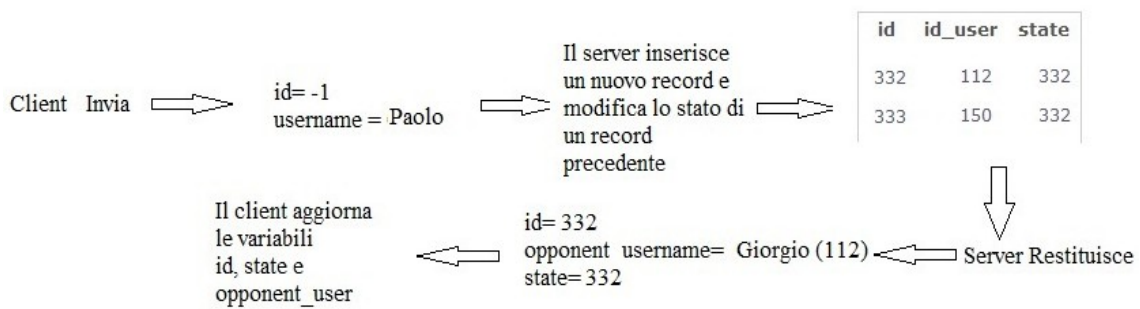 Client Invia
id= -1
username = Paolo
Il server inserisce
un nuovo record e
modifica lo stato di
un record
precedente
id id_user state
332 112 332
333 150 332
Server Restituisce
id= 332
opponent_username= Giorgio (112)
state= 332
Il client aggiorna
le variabili
id, state e
opponent_user